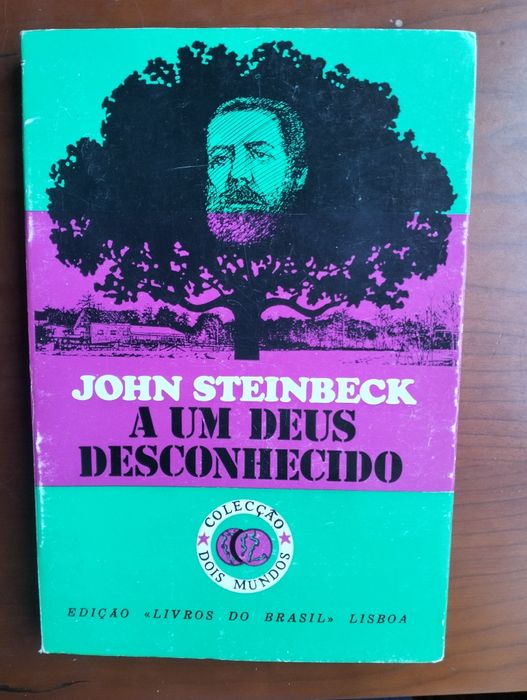 JOHN STEINBECK
A UM DEUS
DESCONHECIDO
COLECÇÃO
DOIS MUNDOS
EDIÇÃO «LIVROS DO BRASIL» LISBOA